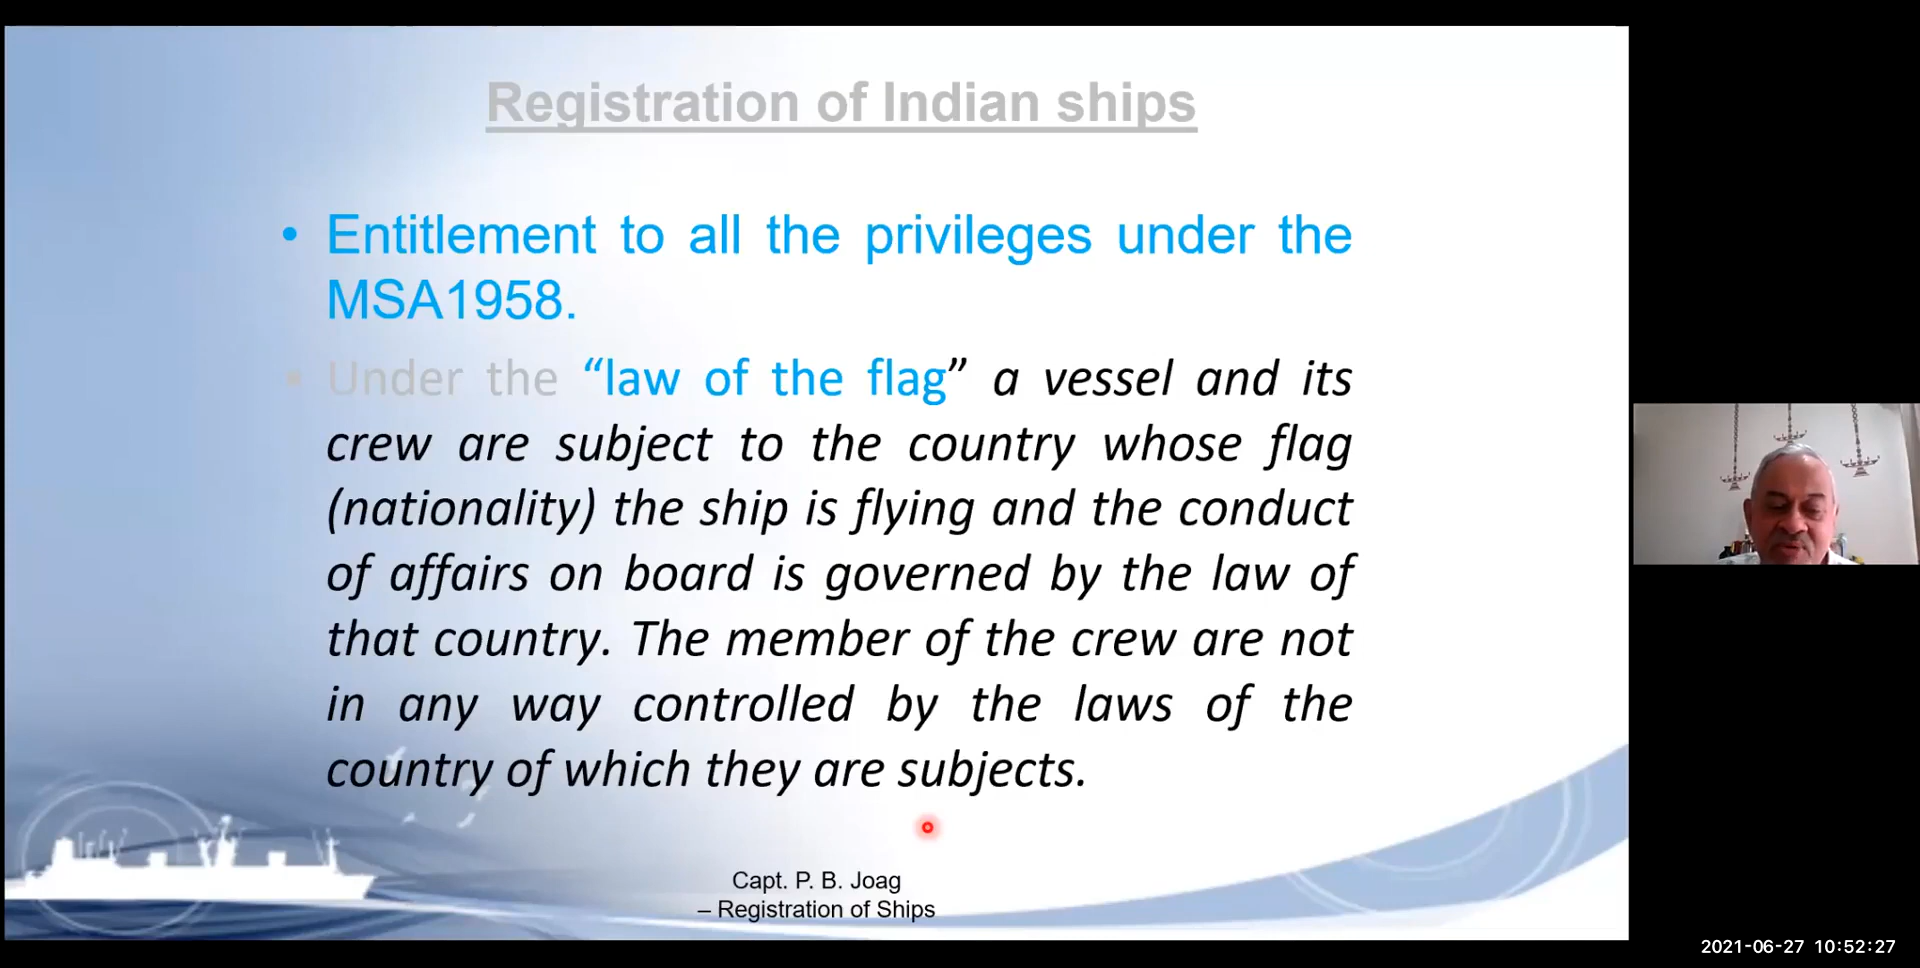 Registration of Indian ships
• Entitlement to all the privileges under the
MSA1958.
• Under the “law of the flag” a vessel and its
crew are subject to the country whose flag
(nationality) the ship is flying and the conduct
of affairs on board is governed by the law of
that country. The member of the crew are not
in any way controlled by the laws of the
country of which they are subjects.
Capt. P. B. Joag
– Registration of Ships
2021-06-27 10:52:27